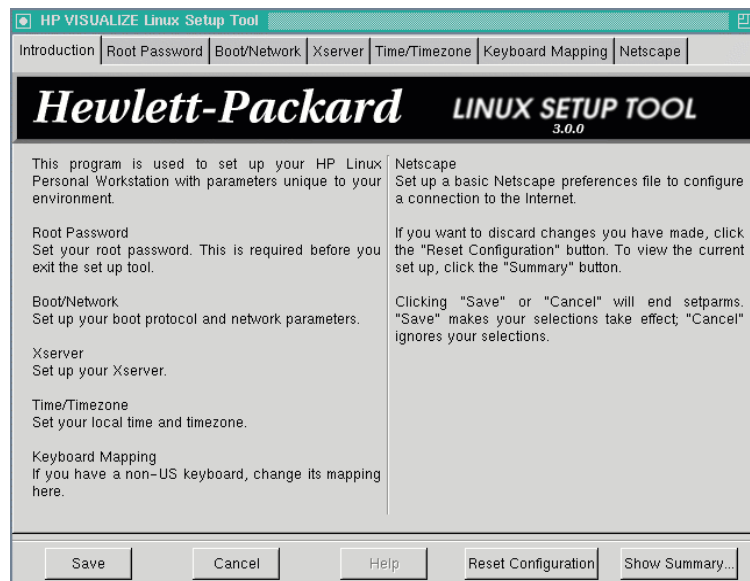 HP VISUALIZE Linux Setup Tool
Introduction Root Password Boot/Network Xserver Time/Timezone Keyboard Mapping Netscape
Hewlett-Packard LINUX SETUP TOOL
3.0.0
This program is used to set up your HP Linux
Personal Workstation with parameters unique to your
environment.
Root Password
Set your root password. This is required before you
exit the set up tool.
Boot/Network
Set up your boot protocol and network parameters.
Xserver
Set up your Xserver.
Time/Timezone
Set your local time and timezone.
Keyboard Mapping
If you have a non-US keyboard, change its mapping
here.
Netscape
Set up a basic Netscape preferences file to configure
a connection to the Internet.
If you want to discard changes you have made, click
the "Reset Configuration" button. To view the current
set up, click the "Summary" button.
Clicking "Save" or "Cancel" will end setparms.
"Save" makes your selections take effect; "Cancel"
ignores your selections.
Save Cancel Help Reset Configuration Show Summary...